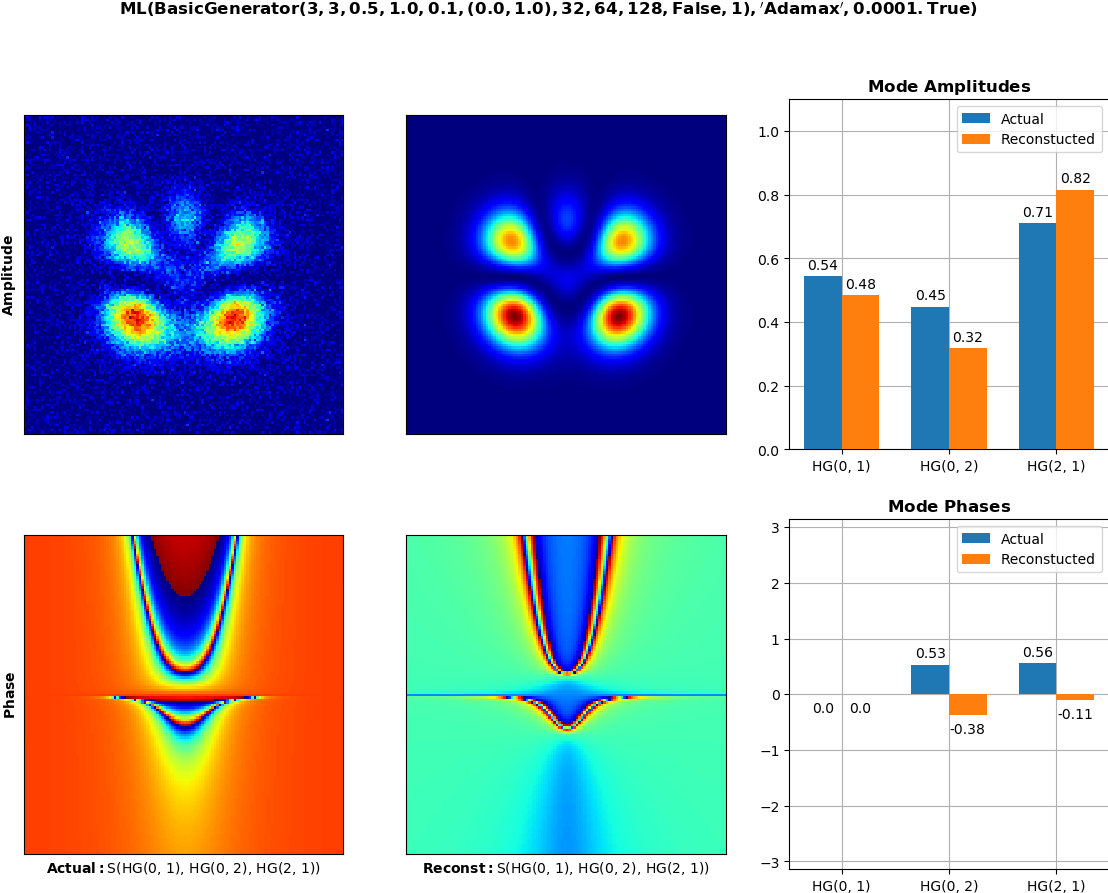 ML(BasicGenerator(3, 3, 0.5, 1.0, 0.1, (0.0, 1.0), 32, 64, 128, False, 1), ′Adamax′, 0.0001. True)
Mode Amplitudes
Amplitude
Actual
Reconstucted
1.0
0.8
0.6
0.4
0.2
0.0
0.54
0.48
0.45
0.32
0.71
0.82
HG(0, 1)
HG(0, 2)
HG(2, 1)
Mode Phases
Phase
Actual
Reconstucted
3
2
1
0
−1
−2
−3
0.0
0.0
0.53
-0.38
0.56
-0.11
HG(0, 1)
HG(0, 2)
HG(2, 1)
Actual: S(HG(0, 1), HG(0, 2), HG(2, 1))
Reconst: S(HG(0, 1), HG(0, 2), HG(2, 1))